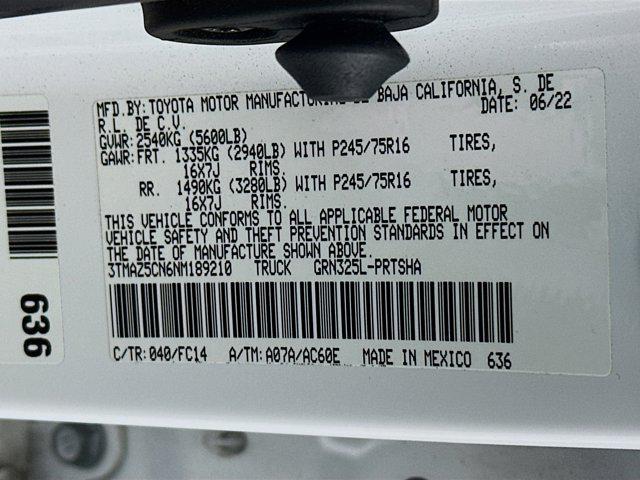 MFD.BY: TOYOTA MOTOR MANUFACTURING DE BAJA CALIFORNIA, S. DE
R.L. DE C.V. DATE: 06/22
GVWR: 2540KG (5600LB)
GAWR: FRT. 1335KG (2940LB) WITH P245/75R16 TIRES,
16X7J RIMS.
RR. 1490KG (3280LB) WITH P245/75R16 TIRES,
16X7J RIMS.
THIS VEHICLE CONFORMS TO ALL APPLICABLE FEDERAL MOTOR
VEHICLE SAFETY AND THEFT PREVENTION STANDARDS IN EFFECT ON
THE DATE OF MANUFACTURE SHOWN ABOVE.
3TMAZ5CN6NM189210 TRUCK GRN325L-PRTSHA
C/TR: 040/FC14 A/TM: A07A/AC60E MADE IN MEXICO 636
636